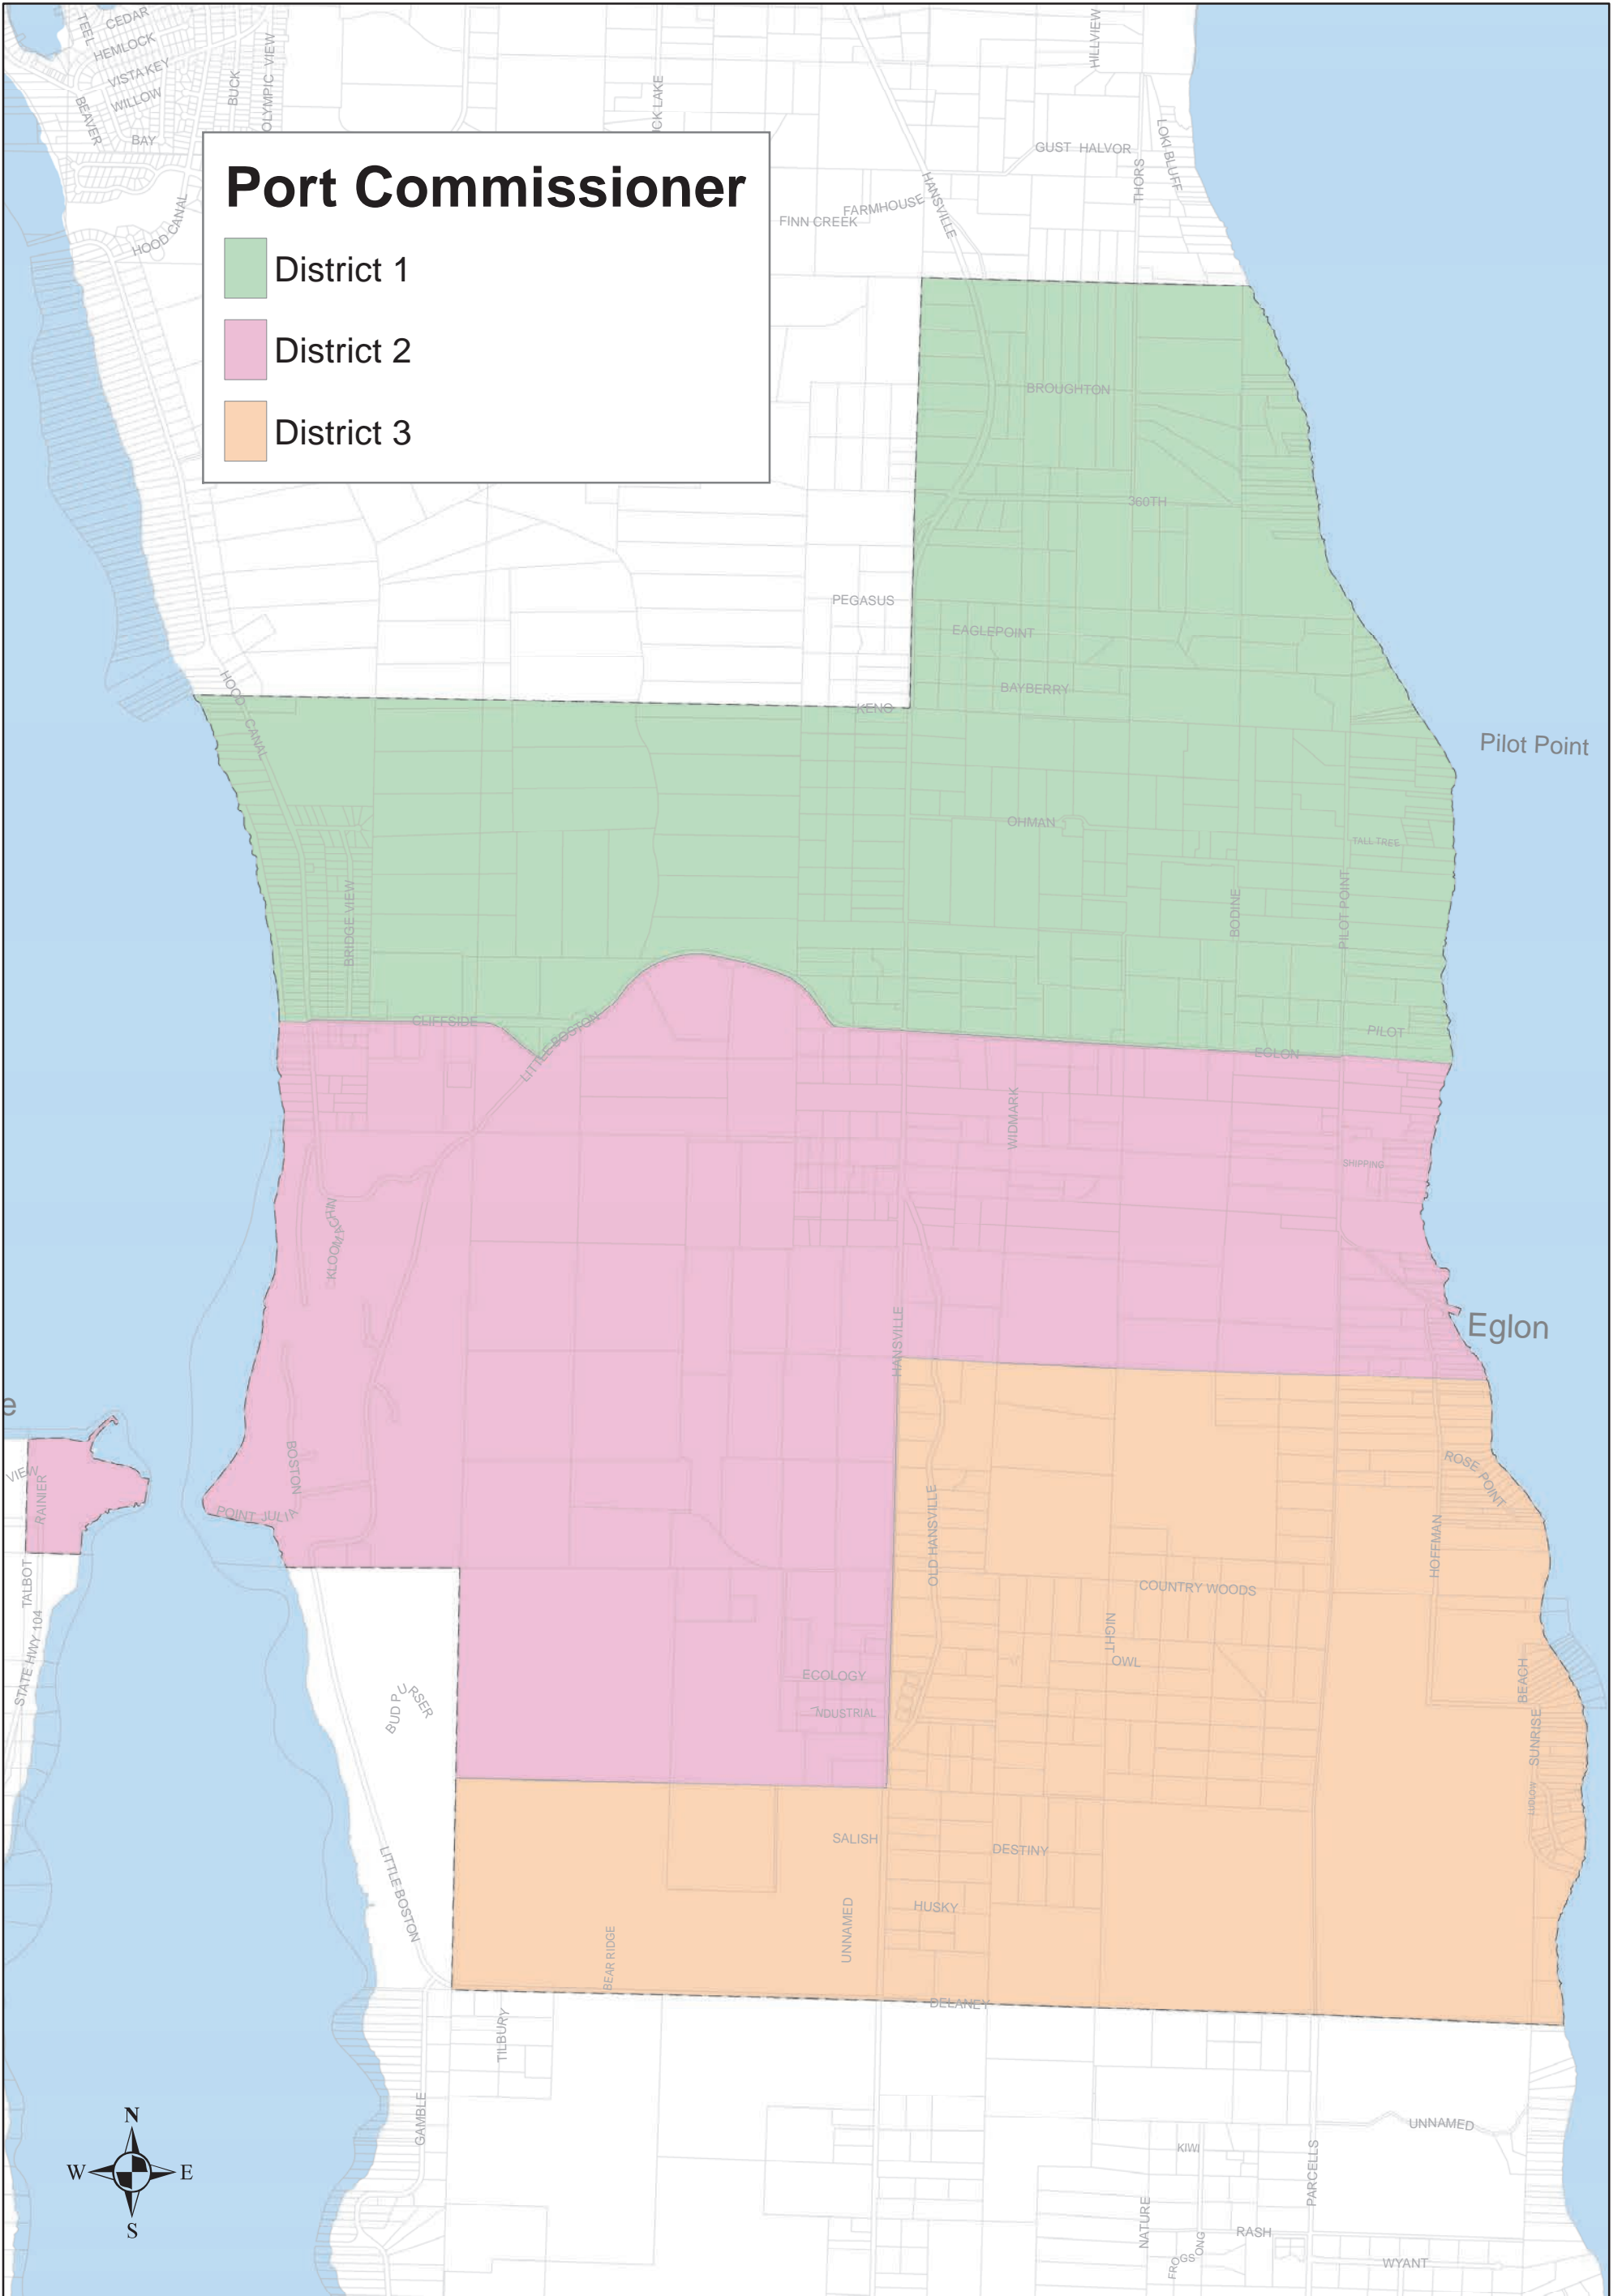 TEEL
CEDAR
HEMLOCK
VISTA KEY
WILLOW
BEAVER
BAY
BUCK
OLYMPIC VIEW
HOOD CANAL
UCK LAKE
HILLVIEW
GUST HALVOR
THORS
LOKI BLUFF
HANSVILLE
FARMHOUSE
FINN CREEK
Port Commissioner
District 1
District 2
District 3
BROUGHTON
360TH
PEGASUS
EAGLEPOINT
BAYBERRY
KENO
HOOD CANAL
Pilot Point
OHMAN
TALL TREE
BRIDGE VIEW
BODINE
PILOT POINT
CLIFFSIDE
LITTLE BOSTON
PILOT
EGLON
WIDMARK
SHIPPING
KLOOMACHIN
HANSVILLE
Eglon
e
VIEW
RAINIER
BOSTON
POINT JULIA
ROSE POINT
OLD HANSVILLE
HOFFMAN
TALBOT
STATE HWY 104
COUNTRY WOODS
NIGHT
OWL
ECOLOGY
INDUSTRIAL
BUD PURSER
BEACH
SUNRISE
LUDLOW
SALISH
DESTINY
LITTLE BOSTON
HUSKY
UNNAMED
BEAR RIDGE
DELANEY
TILBURY
GAMBLE
UNNAMED
KIWI
PARCELLS
NATURE
RASH
FROGSONG
WYANT
N
W E
S